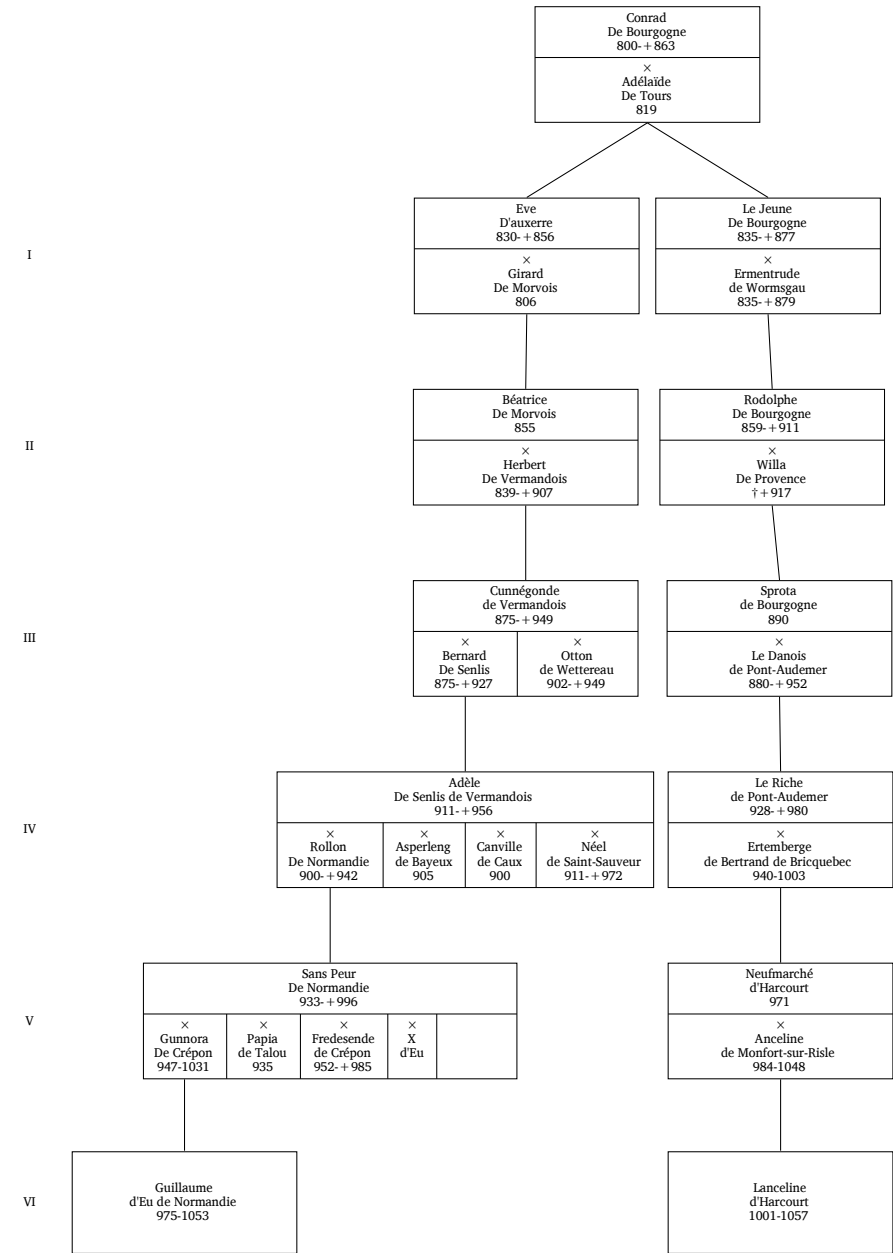 Conrad
De Bourgogne
800-+863
×
Adélaïde
De Tours
819
I
Eve
D'auxerre
830-+856
×
Girard
De Morvois
806
Le Jeune
De Bourgogne
835-+877
×
Ermentrude
de Wormsgau
835-+879
II
Béatrice
De Morvois
855
×
Herbert
De Vermandois
839-+907
Rodolphe
De Bourgogne
859-+911
×
Willa
De Provence
†+917
III
Cunnégonde
de Vermandois
875-+949
×
Bernard
De Senlis
875-+927
×
Otton
de Wettereau
902-+949
Sprota
de Bourgogne
890
×
Le Danois
de Pont-Audemer
880-+952
IV
Adèle
De Senlis de Vermandois
911-+956
×
Rollon
De Normandie
900-+942
×
Asperleng
de Bayeux
905
×
Canville
de Caux
900
×
Néel
de Saint-Sauveur
911-+972
Le Riche
de Pont-Audemer
928-+980
×
Ertemberge
de Bertrand de Bricquebec
940-1003
V
Sans Peur
De Normandie
933-+996
×
Gunnora
De Crépon
947-1031
×
Papia
de Talou
935
×
Fredesende
de Crépon
952-+985
×
X
d'Eu
Neufmarché
d'Harcourt
971
×
Anceline
de Monfort-sur-Risle
984-1048
VI
Guillaume
d'Eu de Normandie
975-1053
Lanceline
d'Harcourt
1001-1057